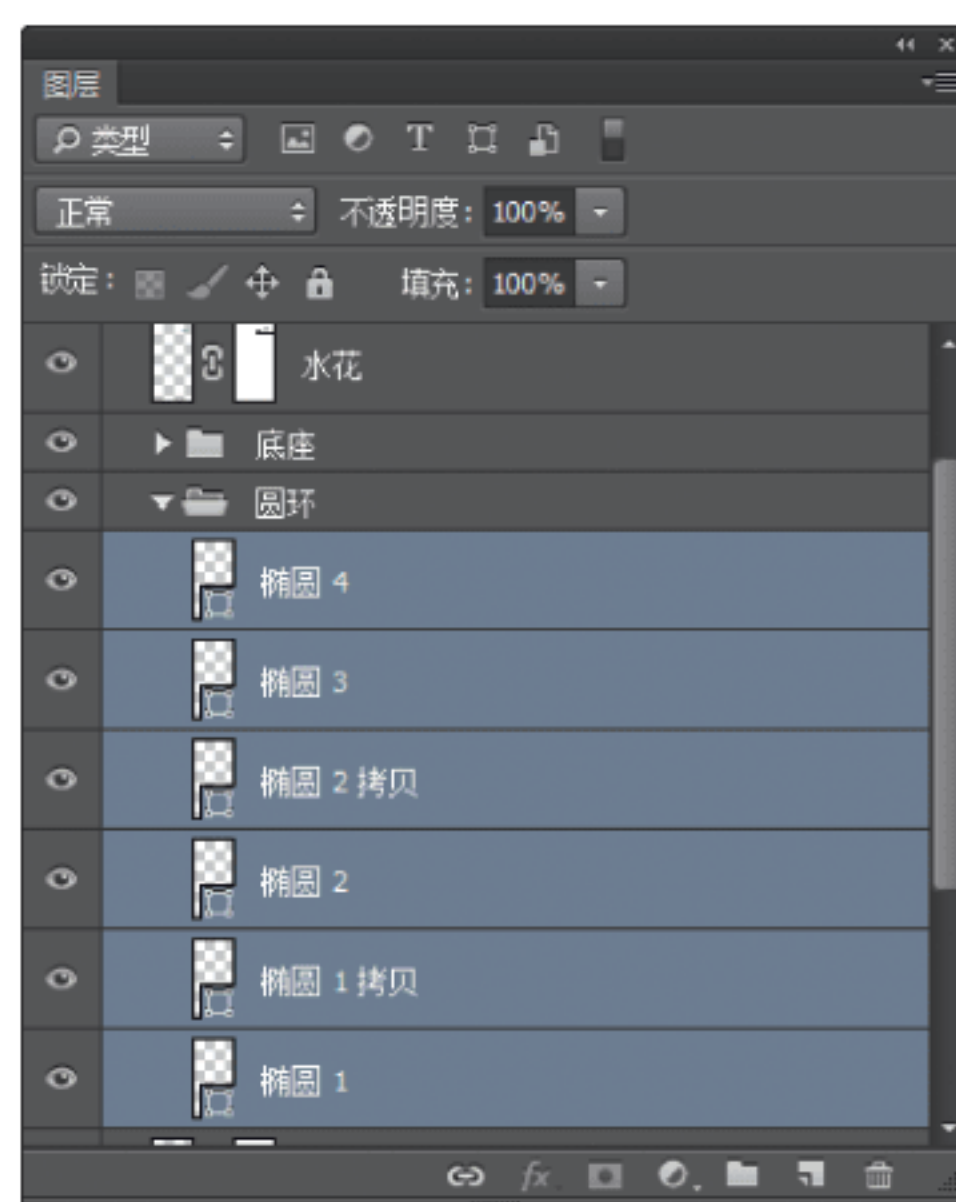 图层
类型
正常 不透明度: 100%
锁定: 填充: 100%
水花
底座
圆环
椭圆 4
椭圆 3
椭圆 2 拷贝
椭圆 2
椭圆 1 拷贝
椭圆 1
fx